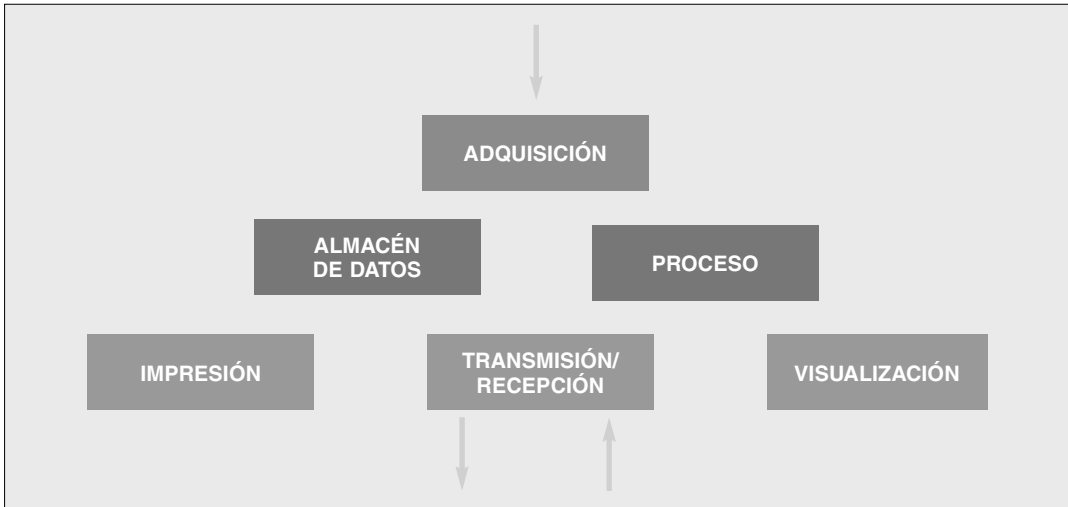 ADQUISICIÓN
ALMACÉN
DE DATOS
PROCESO
IMPRESIÓN
TRANSMISIÓN/
RECEPCIÓN
VISUALIZACIÓN